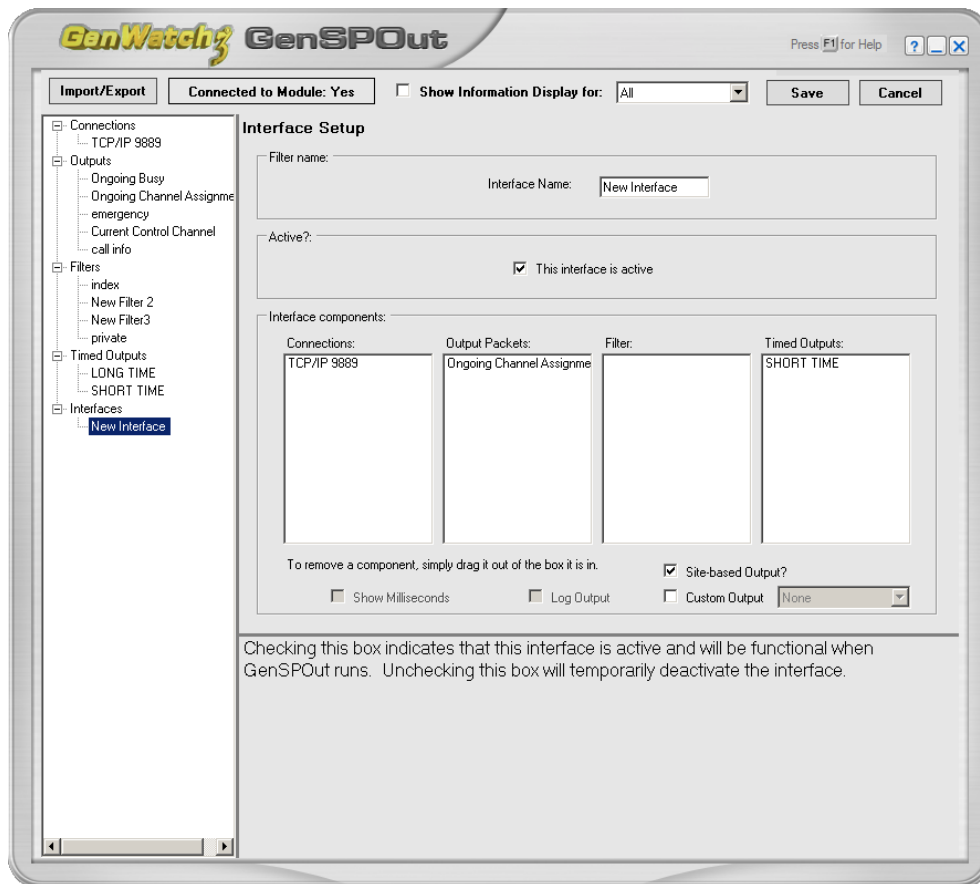 GenWatch3 GenSPOut
Press F1 for Help
Import/Export
Connected to Module: Yes
Show Information Display for:
All
Save
Cancel
Connections
TCP/IP 9889
Outputs
Ongoing Busy
Ongoing Channel Assignme
emergency
Current Control Channel
call info
Filters
index
New Filter 2
New Filter3
private
Timed Outputs
LONG TIME
SHORT TIME
Interfaces
New Interface
Interface Setup
Filter name:
Interface Name:
New Interface
Active?:
This interface is active
Interface components:
Connections:
Output Packets:
Filter:
Timed Outputs:
TCP/IP 9889
Ongoing Channel Assignme
SHORT TIME
To remove a component, simply drag it out of the box it is in.
Site-based Output?
Show Milliseconds
Log Output
Custom Output
None
Checking this box indicates that this interface is active and will be functional when
GenSPOut runs. Unchecking this box will temporarily deactivate the interface.